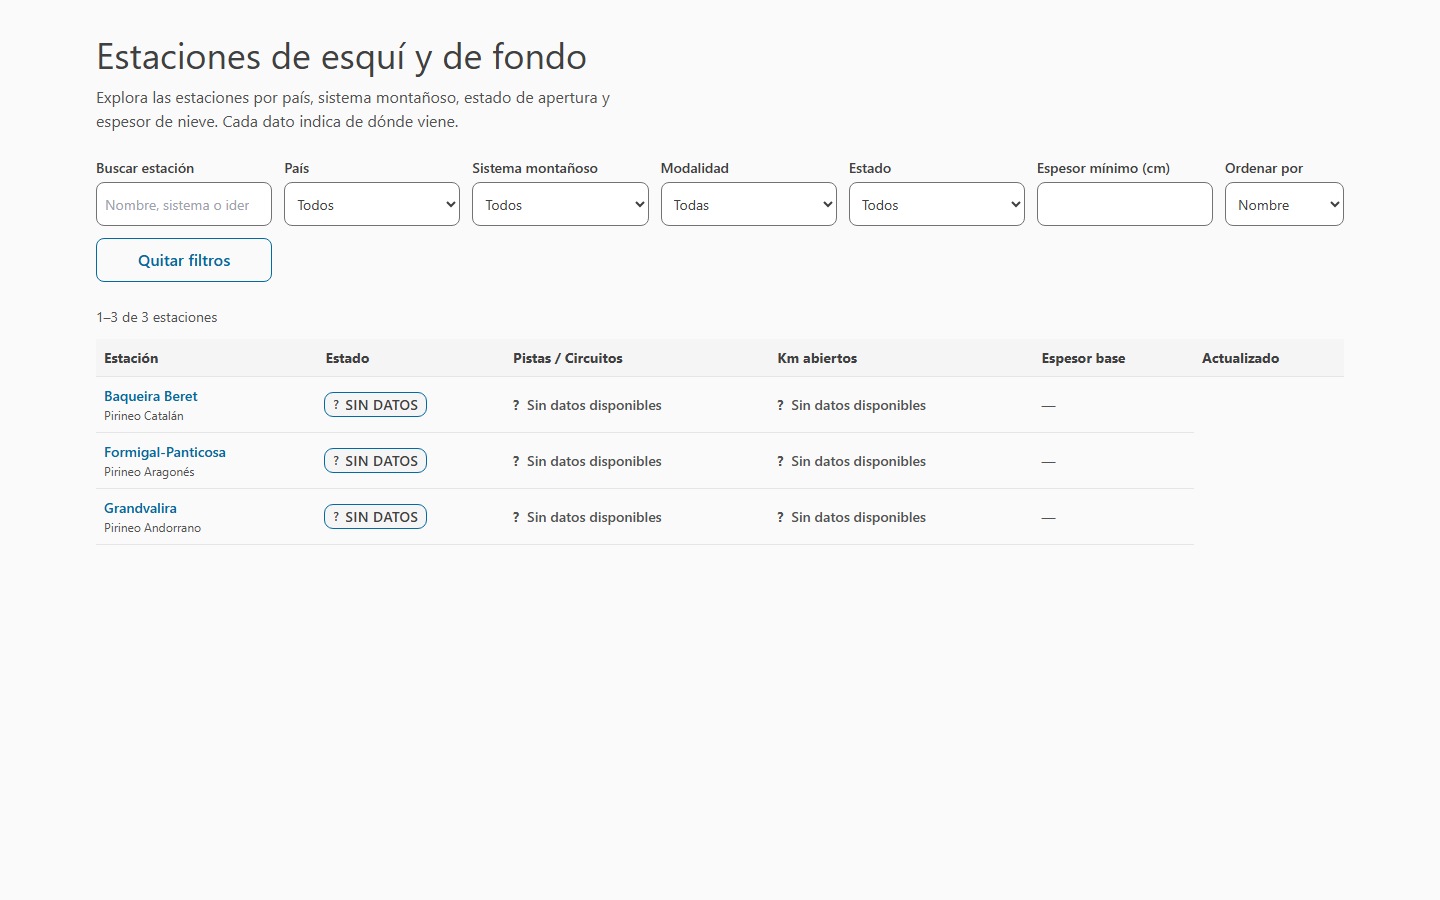 Estaciones de esquí y de fondo
Explora las estaciones por país, sistema montañoso, estado de apertura y
espesor de nieve. Cada dato indica de dónde viene.
Buscar estación País Sistema montañoso Modalidad Estado Espesor mínimo (cm) Ordenar por
Nombre, sistema o ider Todos Todos Todas Todos Nombre
Quitar filtros
1–3 de 3 estaciones
Estación Estado Pistas / Circuitos Km abiertos Espesor base Actualizado
Baqueira Beret
Pirineo Catalán
? SIN DATOS ? Sin datos disponibles ? Sin datos disponibles —
Formigal-Panticosa
Pirineo Aragonés
? SIN DATOS ? Sin datos disponibles ? Sin datos disponibles —
Grandvalira
Pirineo Andorrano
? SIN DATOS ? Sin datos disponibles ? Sin datos disponibles —